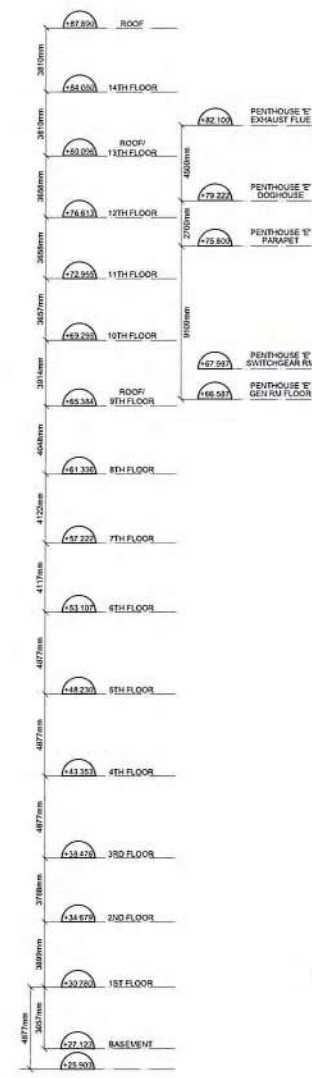 +87.890 ROOF
3810mm
+84.080 14TH FLOOR
3810mm
ROOF/
+80.096 13TH FLOOR
3658mm
+76.613 12TH FLOOR
3658mm
+72.955 11TH FLOOR
3657mm
+69.298 10TH FLOOR
3914mm
ROOF/
+65.384 9TH FLOOR
4048mm
+61.336 8TH FLOOR
4122mm
+57.222 7TH FLOOR
4117mm
+53.107 6TH FLOOR
4877mm
+48.230 5TH FLOOR
4877mm
+43.353 4TH FLOOR
4877mm
+38.476 3RD FLOOR
3788mm
+34.679 2ND FLOOR
3899mm
+30.780 1ST FLOOR
3657mm
4877mm
+27.123 BASEMENT
+25.903
PENTHOUSE 'E'
+82.100 EXHAUST FLUE
4500mm
PENTHOUSE 'E'
+79.222 DOGHOUSE
2700mm
PENTHOUSE 'E'
+75.800 PARAPET
9109mm
PENTHOUSE 'E'
+67.987 SWITCHGEAR RM
PENTHOUSE 'E'
+66.587 GEN RM FLOOR